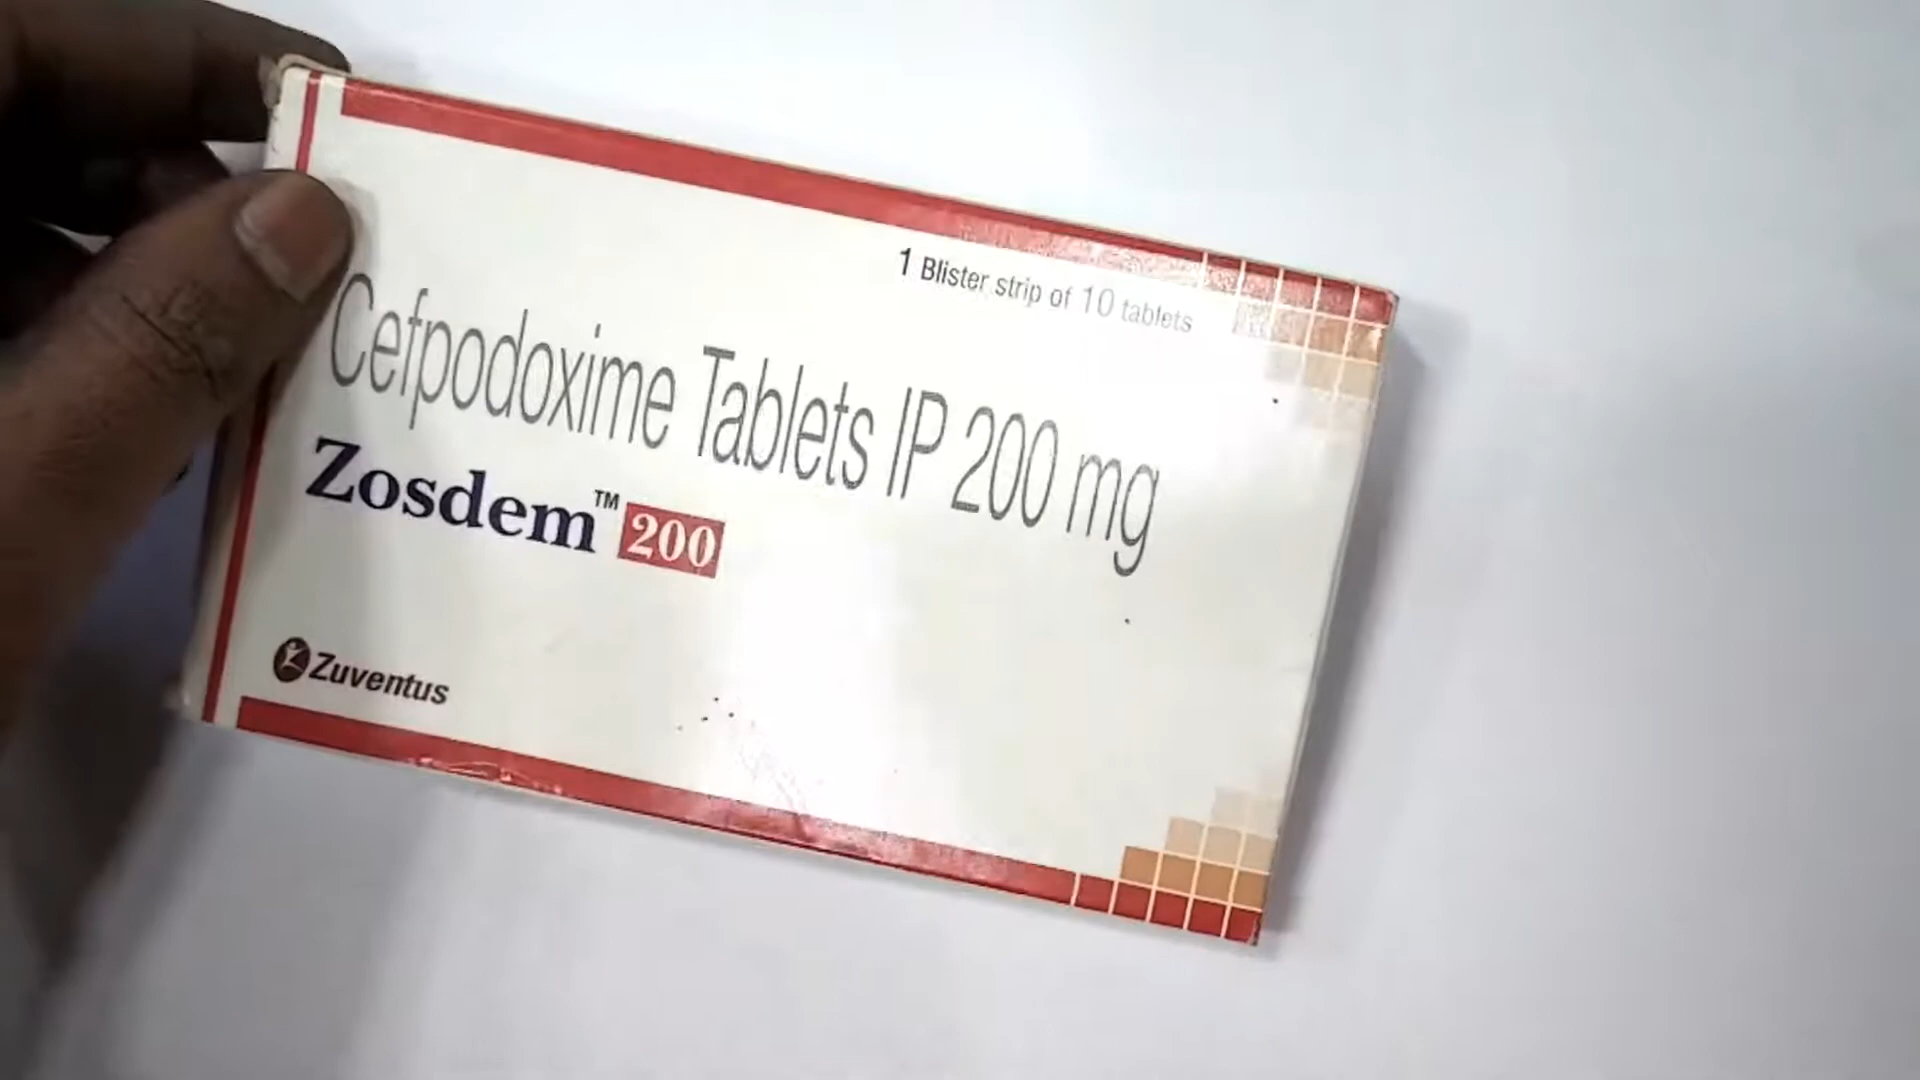 1 Blister strip of 10 tablets
Cefpodoxime Tablets IP 200 mg
Zosdem™ 200
Zuventus